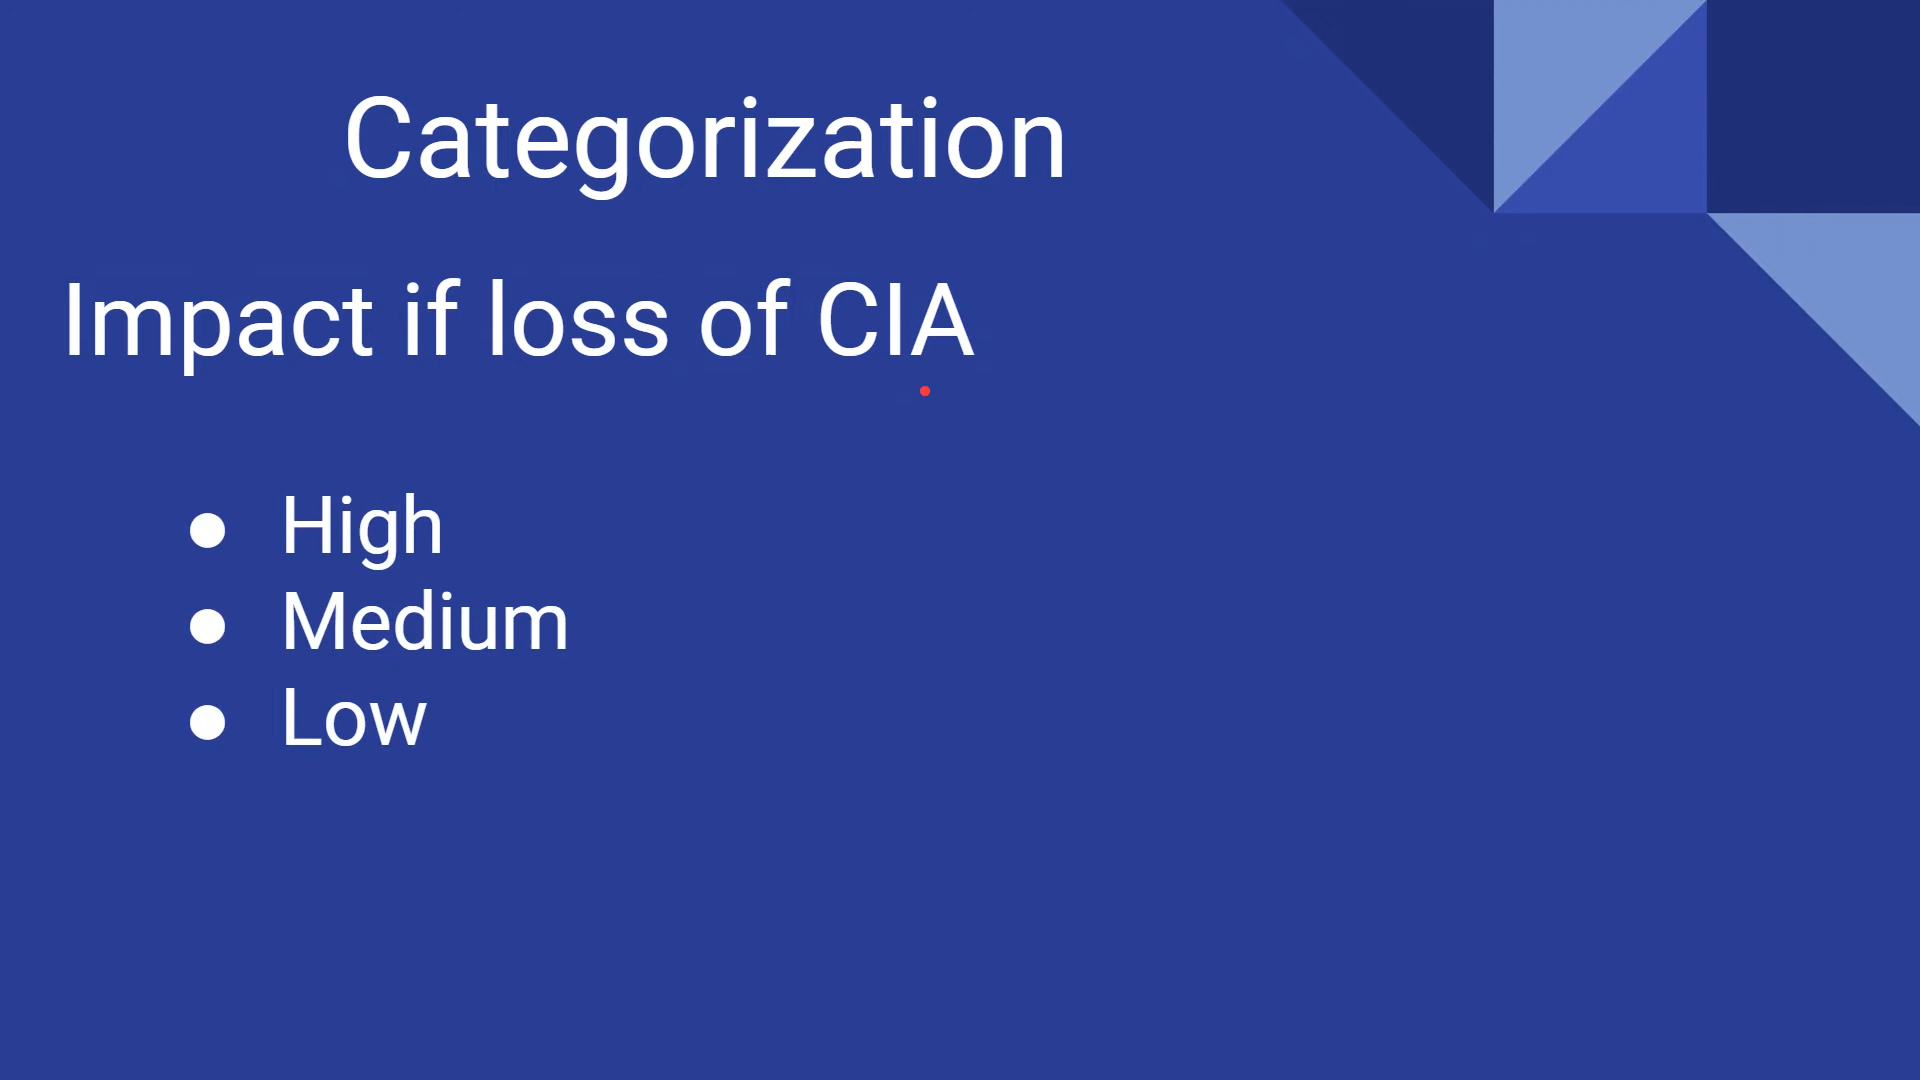 Categorization
Impact if loss of CIA
● High
● Medium
● Low